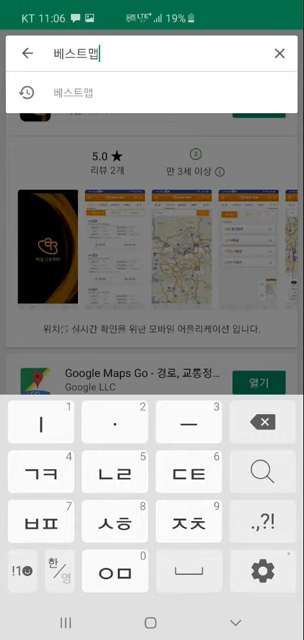 KT 11:06
LTE+ 19%
베스트맵
베스트맵
5.0 ★
리뷰 2개
3
만 3세 이상
위치를 실시간 확인을 위한 모바일 어플리케이션 입니다.
Google Maps Go - 경로, 교통정...
Google LLC
열기
ㅣ 1
· 2
ㅡ 3
ㄱㅋ 4
ㄴㄹ 5
ㄷㅌ 6
ㅂㅍ 7
ㅅㅎ 8
ㅈㅊ 9
.,?!
!1☻
한/영
ㅇㅁ 0